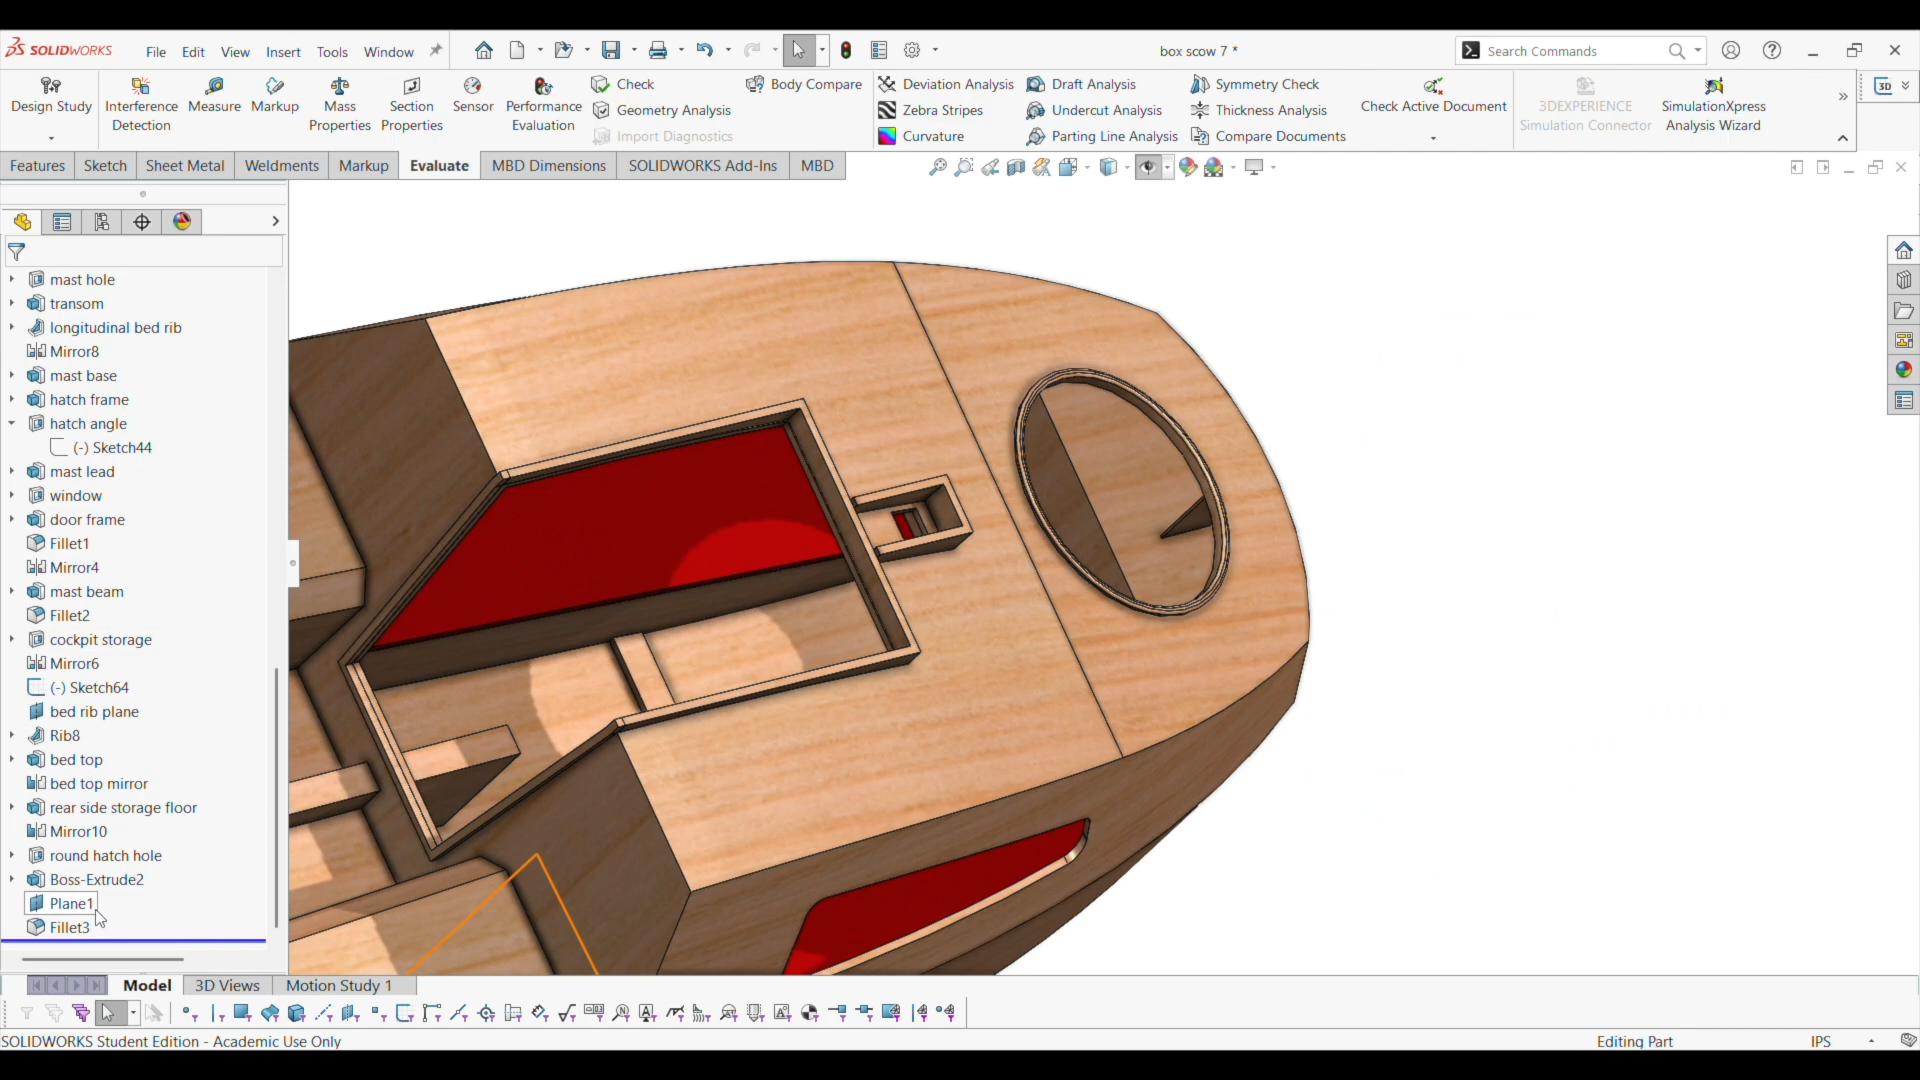 SOLIDWORKS
File Edit View Insert Tools Window
box scow 7 *
Search Commands
Design Study
Interference Detection
Measure
Markup
Mass Properties
Section Properties
Sensor
Performance Evaluation
Check
Geometry Analysis
Import Diagnostics
Body Compare
Deviation Analysis
Zebra Stripes
Curvature
Draft Analysis
Undercut Analysis
Parting Line Analysis
Symmetry Check
Thickness Analysis
Compare Documents
Check Active Document
3DEXPERIENCE
Simulation Connector
SimulationXpress
Analysis Wizard
3D
Features Sketch Sheet Metal Weldments Markup Evaluate MBD Dimensions SOLIDWORKS Add-Ins MBD
mast hole
transom
longitudinal bed rib
Mirror8
mast base
hatch frame
hatch angle
(-) Sketch44
mast lead
window
door frame
Fillet1
Mirror4
mast beam
Fillet2
cockpit storage
Mirror6
(-) Sketch64
bed rib plane
Rib8
bed top
bed top mirror
rear side storage floor
Mirror10
round hatch hole
Boss-Extrude2
Plane1
Fillet3
Model 3D Views Motion Study 1
SOLIDWORKS Student Edition - Academic Use Only
Editing Part
IPS